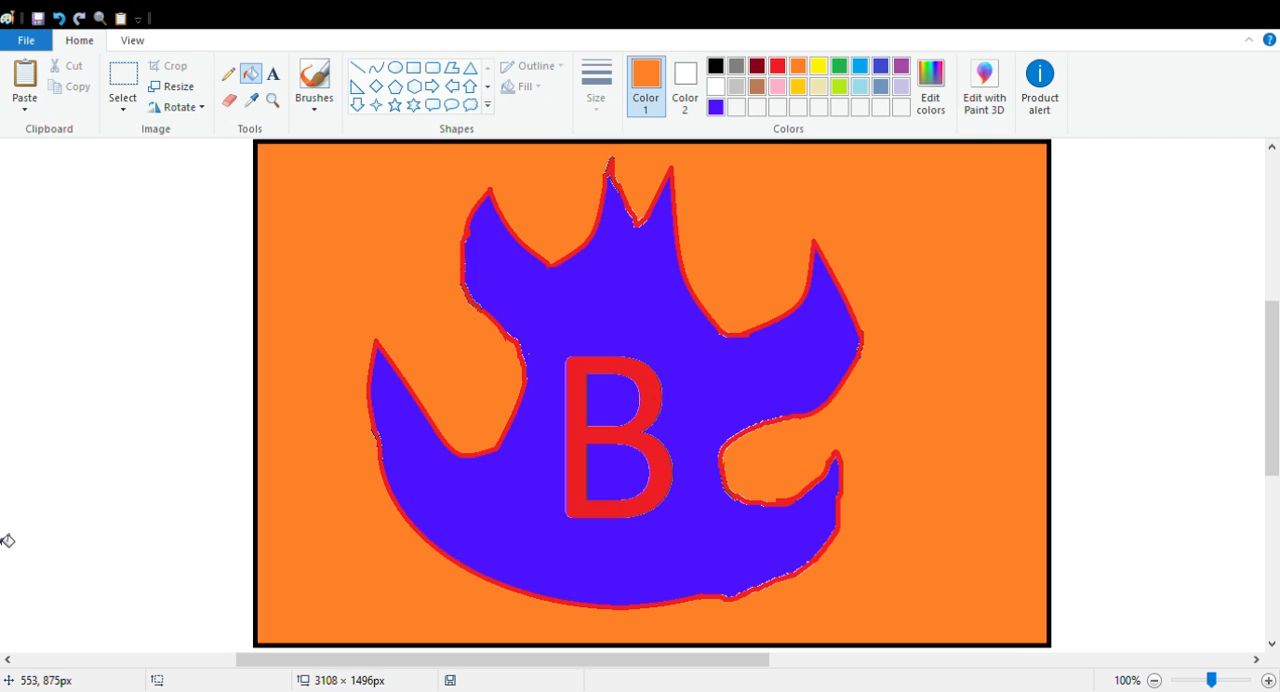 File Home View
Paste Cut Copy Clipboard
Select Crop Resize Rotate Image
A Tools
Brushes
Outline Fill Shapes
Size
Color 1 Color 2 Edit colors Colors
Edit with Paint 3D
Product alert
B
553, 875px 3108 × 1496px 100%